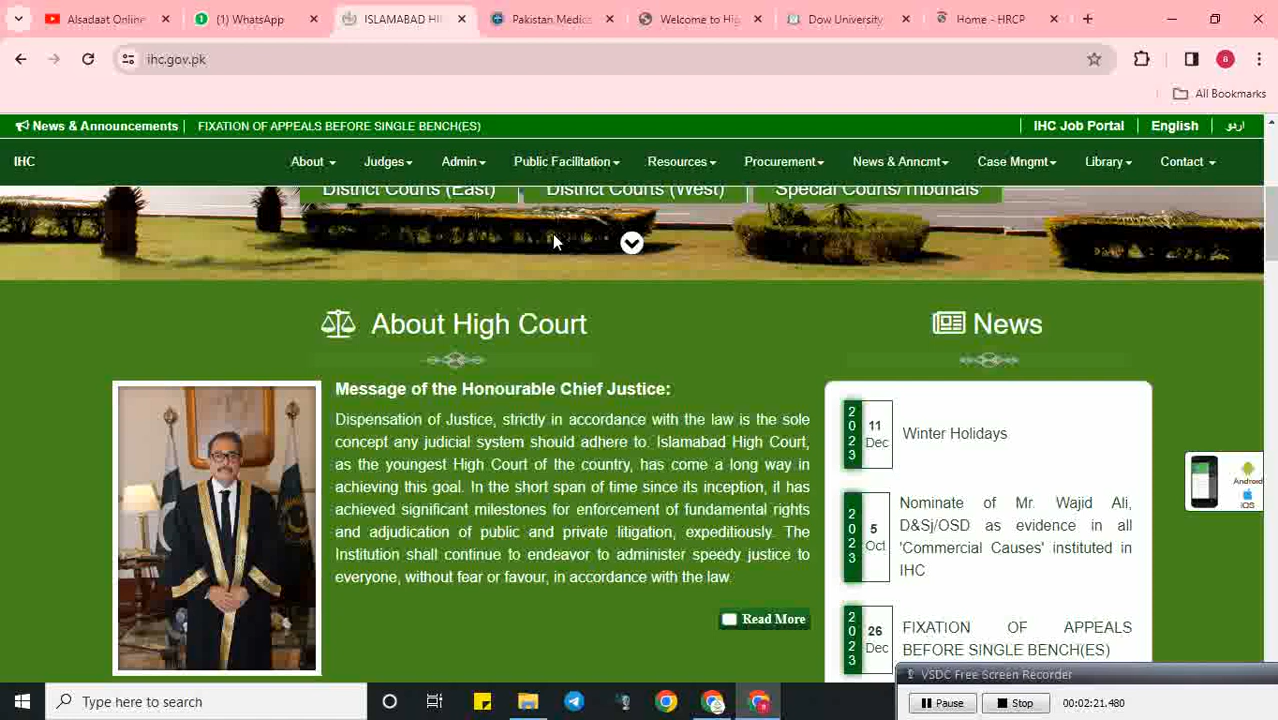 Alsadaat Online
(1) WhatsApp
ISLAMABAD HI
Pakistan Medic
Welcome to Hig
Dow University
Home - HRCP
ihc.gov.pk
a
All Bookmarks
News & Announcements
FIXATION OF APPEALS BEFORE SINGLE BENCH(ES)
IHC Job Portal
English
اردو
IHC
About
Judges
Admin
Public Facilitation
Resources
Procurement
News & Anncmt
Case Mngmt
Library
Contact
District Courts (East)
District Courts (West)
Special Courts/Tribunals
About High Court
Message of the Honourable Chief Justice:
Dispensation of Justice, strictly in accordance with the law is the sole
concept any judicial system should adhere to. Islamabad High Court,
as the youngest High Court of the country, has come a long way in
achieving this goal. In the short span of time since its inception, it has
achieved significant milestones for enforcement of fundamental rights
and adjudication of public and private litigation, expeditiously. The
Institution shall continue to endeavor to administer speedy justice to
everyone, without fear or favour, in accordance with the law.
Read More
News
2023
11
Dec
Winter Holidays
2023
5
Oct
Nominate of Mr. Wajid Ali,
D&Sj/OSD as evidence in all
'Commercial Causes' instituted in
IHC
2023
26
Dec
FIXATION OF APPEALS
BEFORE SINGLE BENCH(ES)
Android
iOS
VSDC Free Screen Recorder
Pause
Stop
00:02:21.480
Type here to search